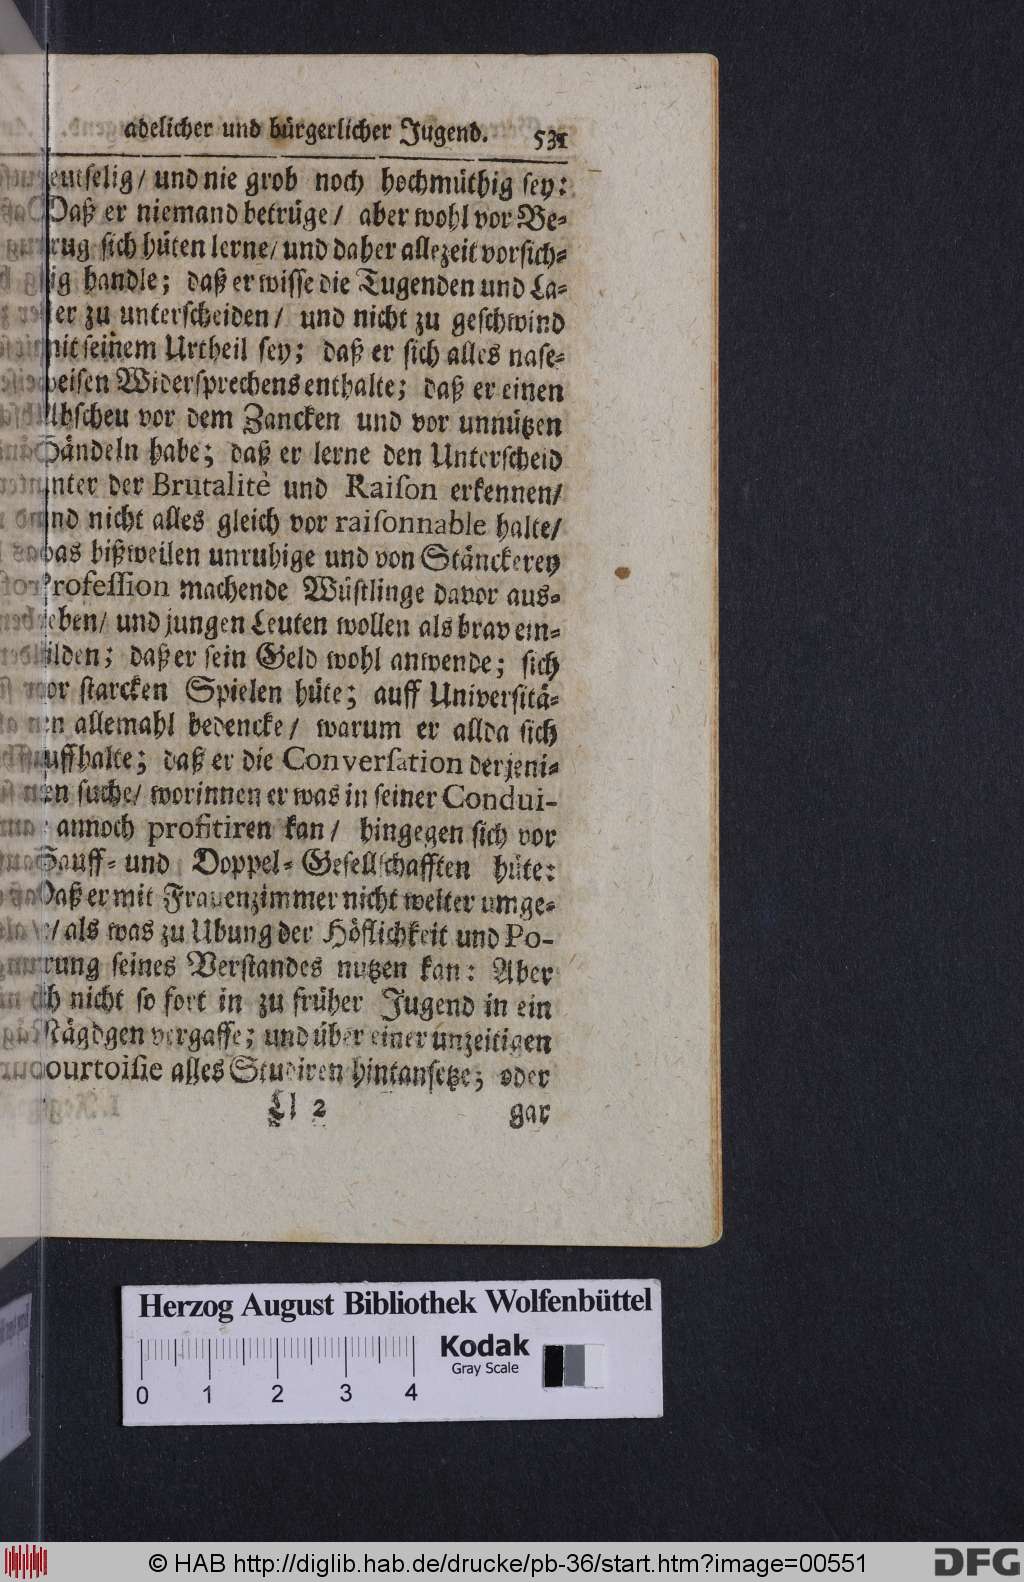 adelicher und bürgerlicher Jugend. 531
leutselig/ und nie grob noch hochmüthig sey:
Daß er niemand betrüge/ aber wohl vor Be-
trug sich hüten lerne/ und daher allezeit vorsich-
tig handle; daß er wisse die Tugenden und La-
ster zu unterscheiden/ und nicht zu geschwind
mit seinem Urtheil sey; daß er sich alles nase-
weisen Widersprechens enthalte; daß er einen
Abscheu vor dem Zancken und vor unnützen
Händeln habe; daß er lerne den Unterscheid
unter der Brutalitè und Raison erkennen/
und nicht alles gleich vor raisonnable halte/
was bißweilen unruhige und von Stänckerey
Profession machende Wüstlinge davor aus-
geben/ und jungen Leuten wollen als brav ein-
bilden; daß er sein Geld wohl anwende; sich
vor starcken Spielen hüte; auff Universitä-
ten allemahl bedencke/ warum er allda sich
auffhalte; daß er die Conversation derjeni-
gen suche/ worinnen er was in seiner Condui-
annoch profitiren kan/ hingegen sich vor
Sauff- und Doppel-Gesellschafften hüte:
Daß er mit Frauenzimmer nicht weiter umge-
he/ als was zu Ubung der Höflichkeit und Po-
rung seines Verstandes nutzen kan: Aber
sich nicht so fort in zu früher Jugend in ein
Mägdgen vergaffe; und über einer unzeitigen
Courtoisie alles Studiren hintansetze; oder
Ll 2 gar
Herzog August Bibliothek Wolfenbüttel
Kodak
Gray Scale
0 1 2 3 4
© HAB http://diglib.hab.de/drucke/pb-36/start.htm?image=00551
DFG